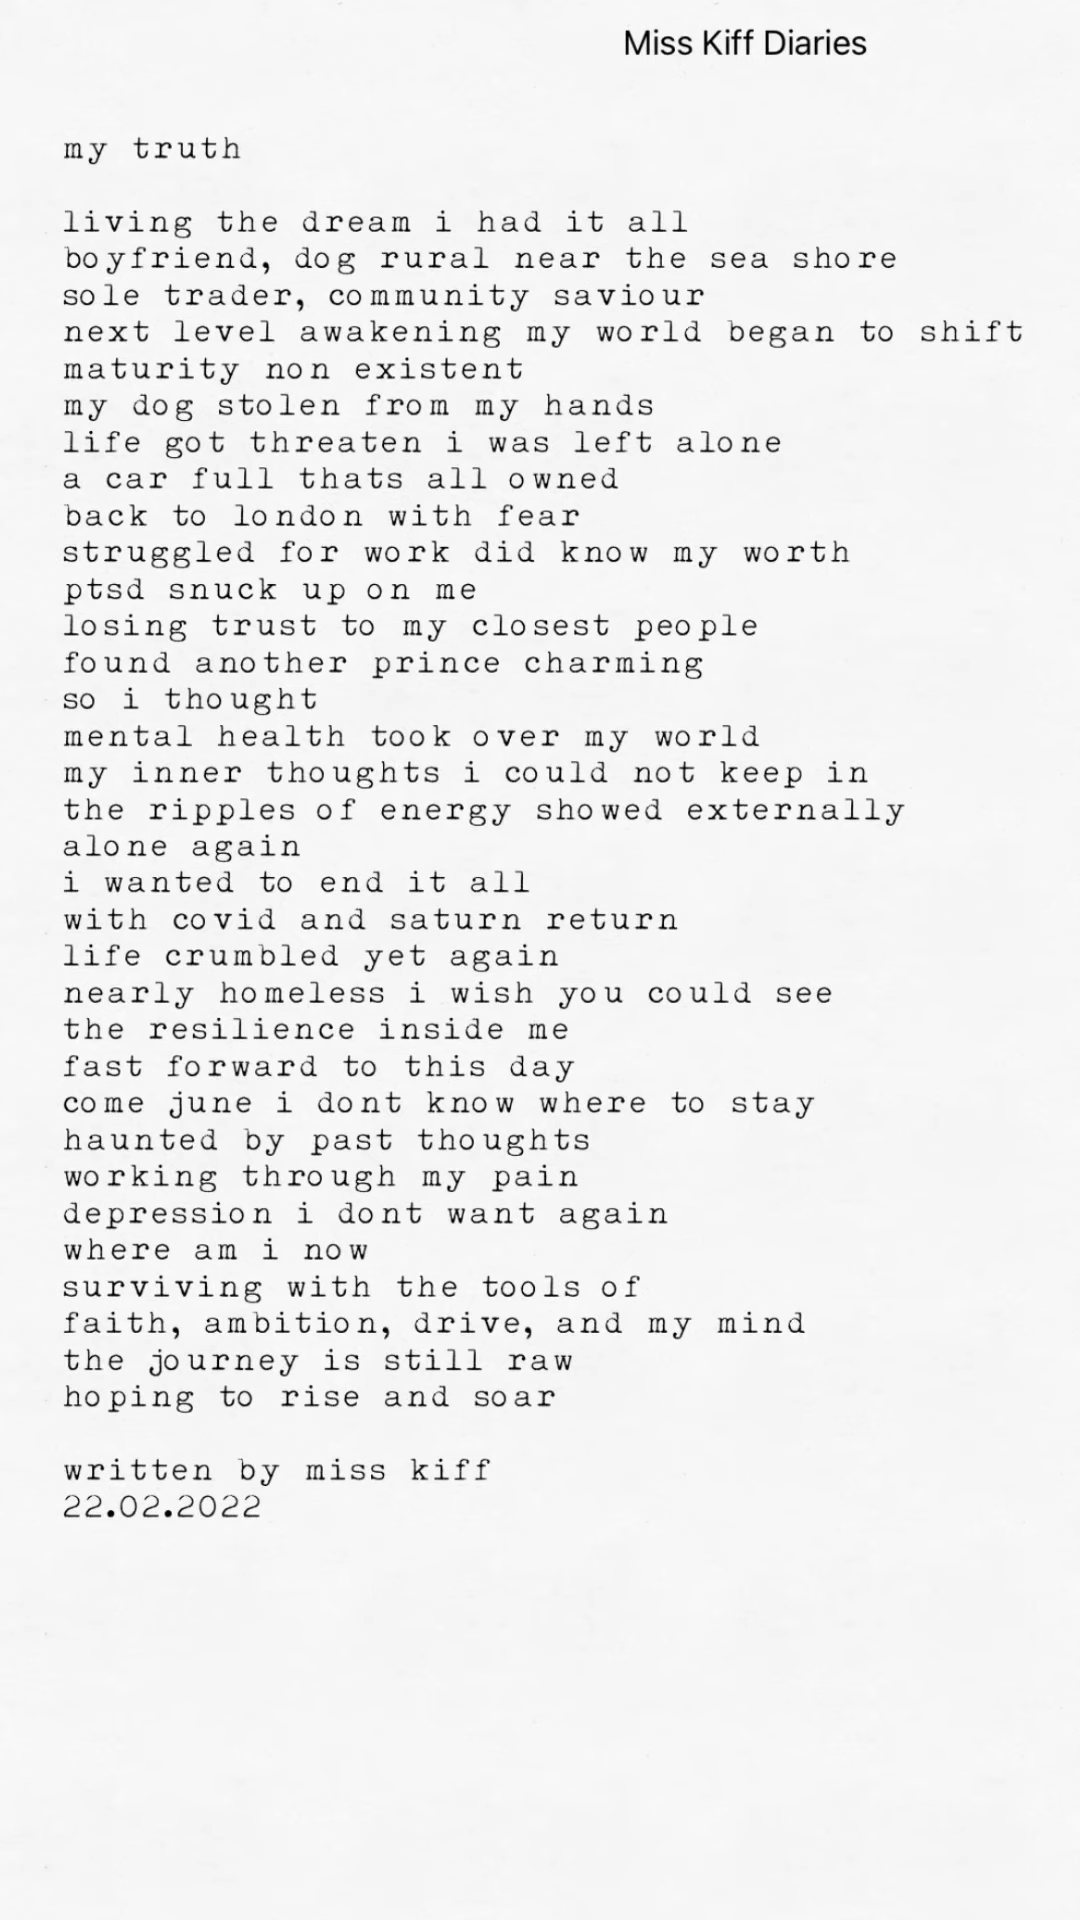 Miss Kiff Diaries
my truth
living the dream i had it all
boyfriend, dog rural near the sea shore
sole trader, community saviour
next level awakening my world began to shift
maturity non existent
my dog stolen from my hands
life got threaten i was left alone
a car full thats all owned
back to london with fear
struggled for work did know my worth
ptsd snuck up on me
losing trust to my closest people
found another prince charming
so i thought
mental health took over my world
my inner thoughts i could not keep in
the ripples of energy showed externally
alone again
i wanted to end it all
with covid and saturn return
life crumbled yet again
nearly homeless i wish you could see
the resilience inside me
fast forward to this day
come june i dont know where to stay
haunted by past thoughts
working through my pain
depression i dont want again
where am i now
surviving with the tools of
faith, ambition, drive, and my mind
the journey is still raw
hoping to rise and soar
written by miss kiff
22.02.2022